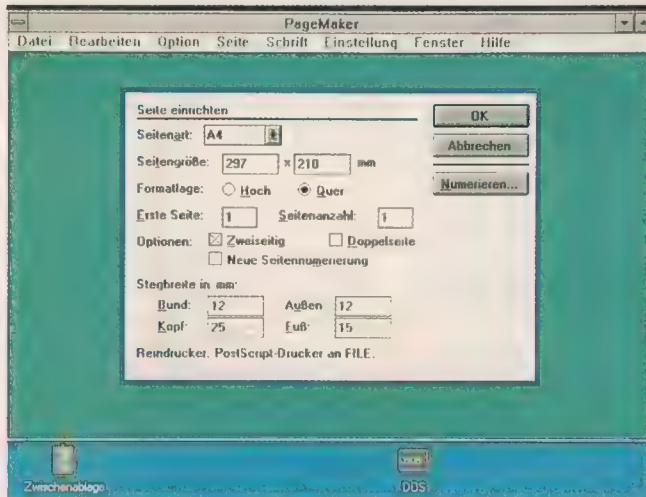 PageMaker
Datei Bearbeiten Option Seite Schrift Einstellung Fenster Hilfe
Seite einrichten
OK
Seitenart: A4
Abbrechen
Seitengröße: 297 x 210 mm
Formatlage: Hoch Quer
Numerieren...
Erste Seite: 1 Seitenanzahl: 1
Optionen: Zweiseitig Doppelseite
Neue Seitennumerierung
Stegbreite in mm:
Bund: 12 Außen 12
Kopf: 25 Fuß: 15
Reindrucker. PostScript-Drucker an FILE.
Zwischenablage
DOS